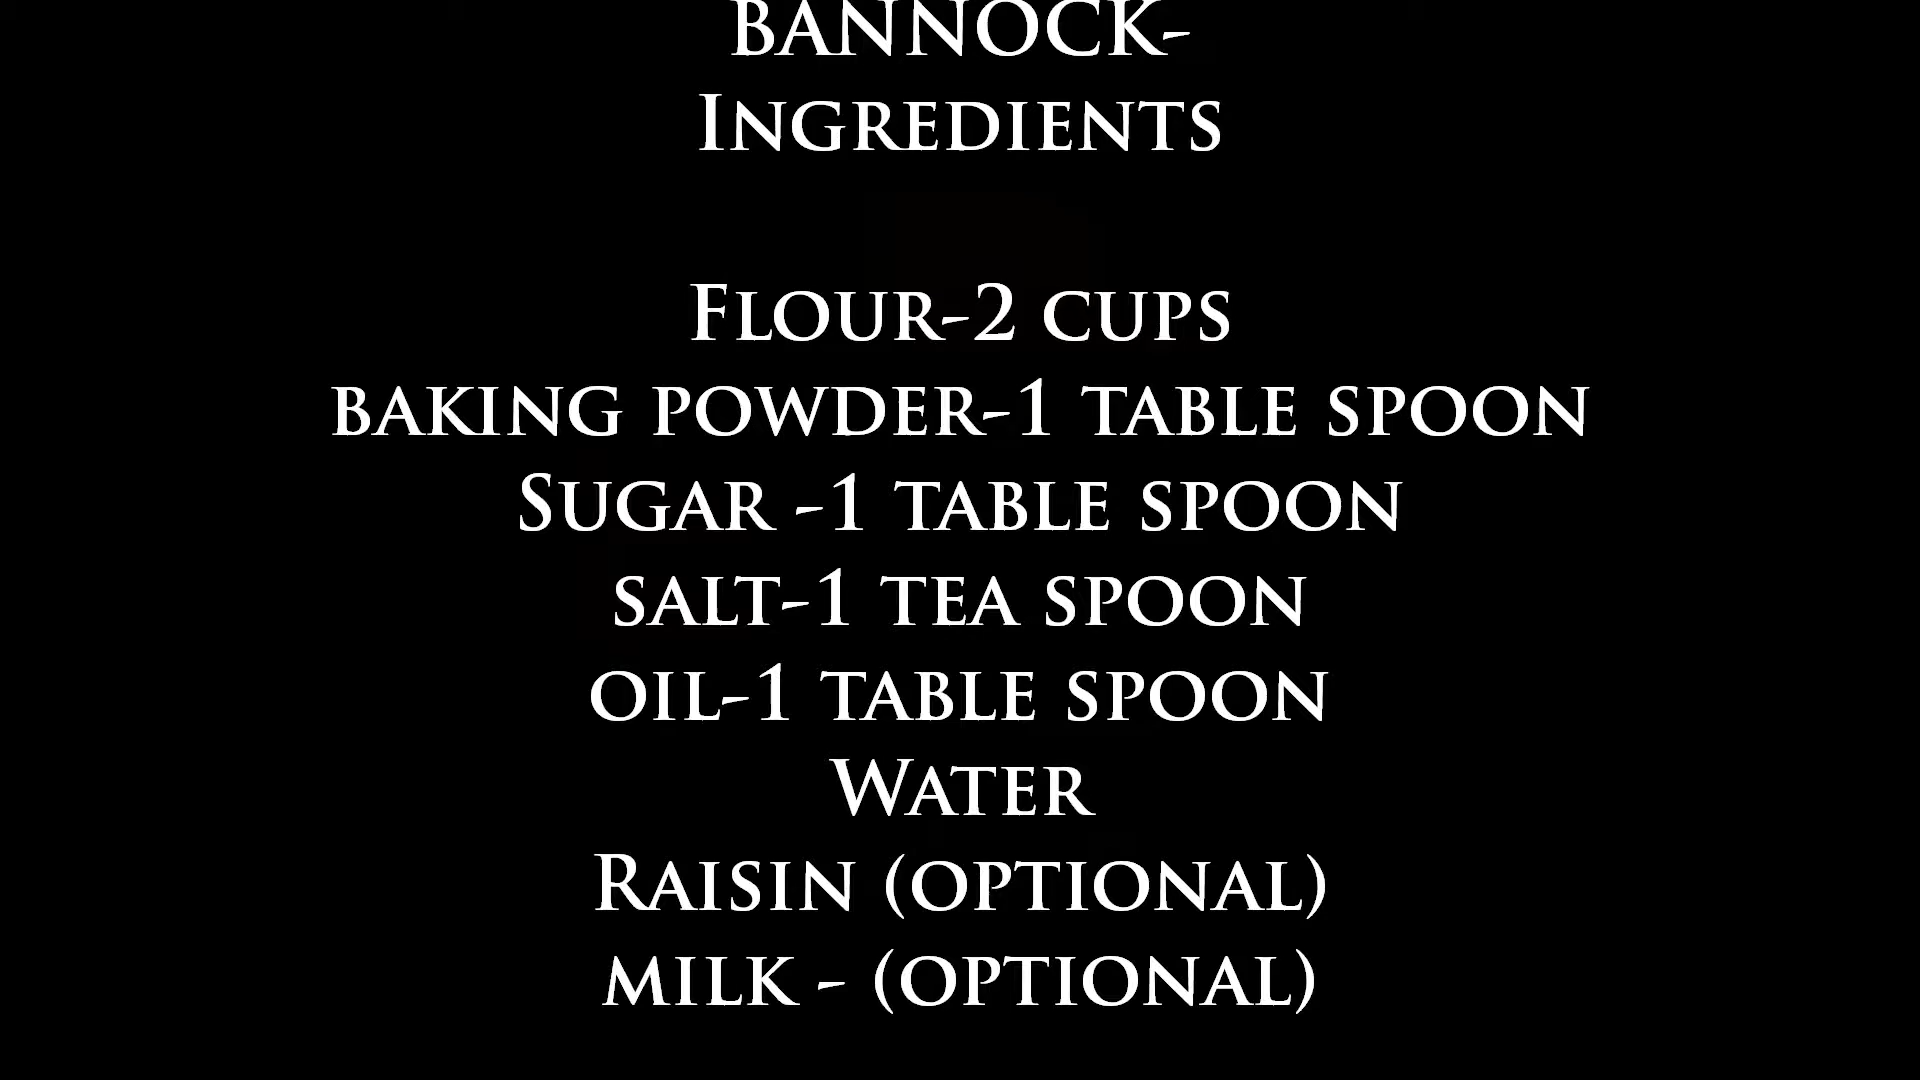 BANNOCK-
INGREDIENTS
FLOUR-2 CUPS
BAKING POWDER-1 TABLE SPOON
SUGAR -1 TABLE SPOON
SALT-1 TEA SPOON
OIL-1 TABLE SPOON
WATER
RAISIN (OPTIONAL)
MILK - (OPTIONAL)